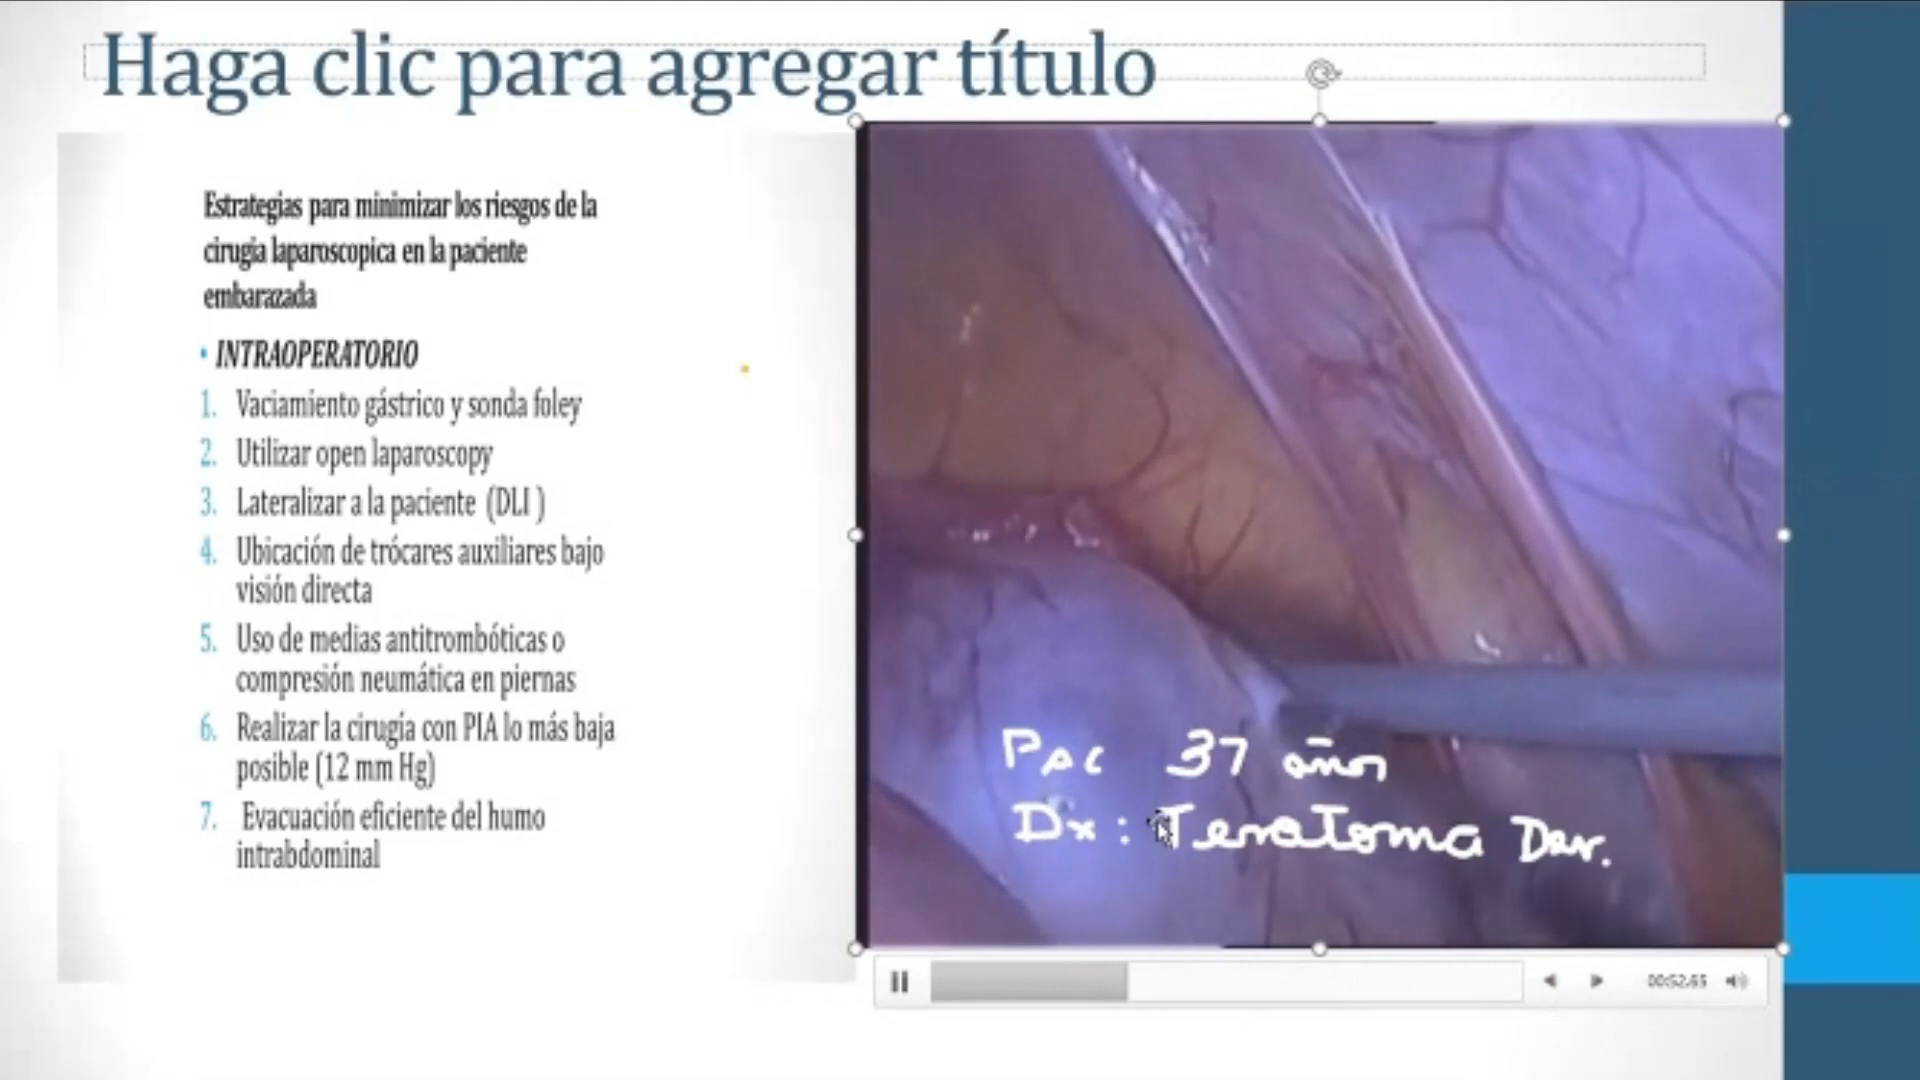 Haga clic para agregar título
Estrategias para minimizar los riesgos de la
cirugia laparoscopica en la paciente
embarazada
• INTRAOPERATORIO
1. Vaciamiento gástrico y sonda foley
2. Utilizar open laparoscopy
3. Lateralizar a la paciente (DLI )
4. Ubicación de trócares auxiliares bajo
visión directa
5. Uso de medias antitrombóticas o
compresión neumática en piernas
6. Realizar la cirugía con PIA lo más baja
posible (12 mm Hg)
7. Evacuación eficiente del humo
intrabdominal
Pac 37 años
Dx: Teratoma Der.
00:52.65